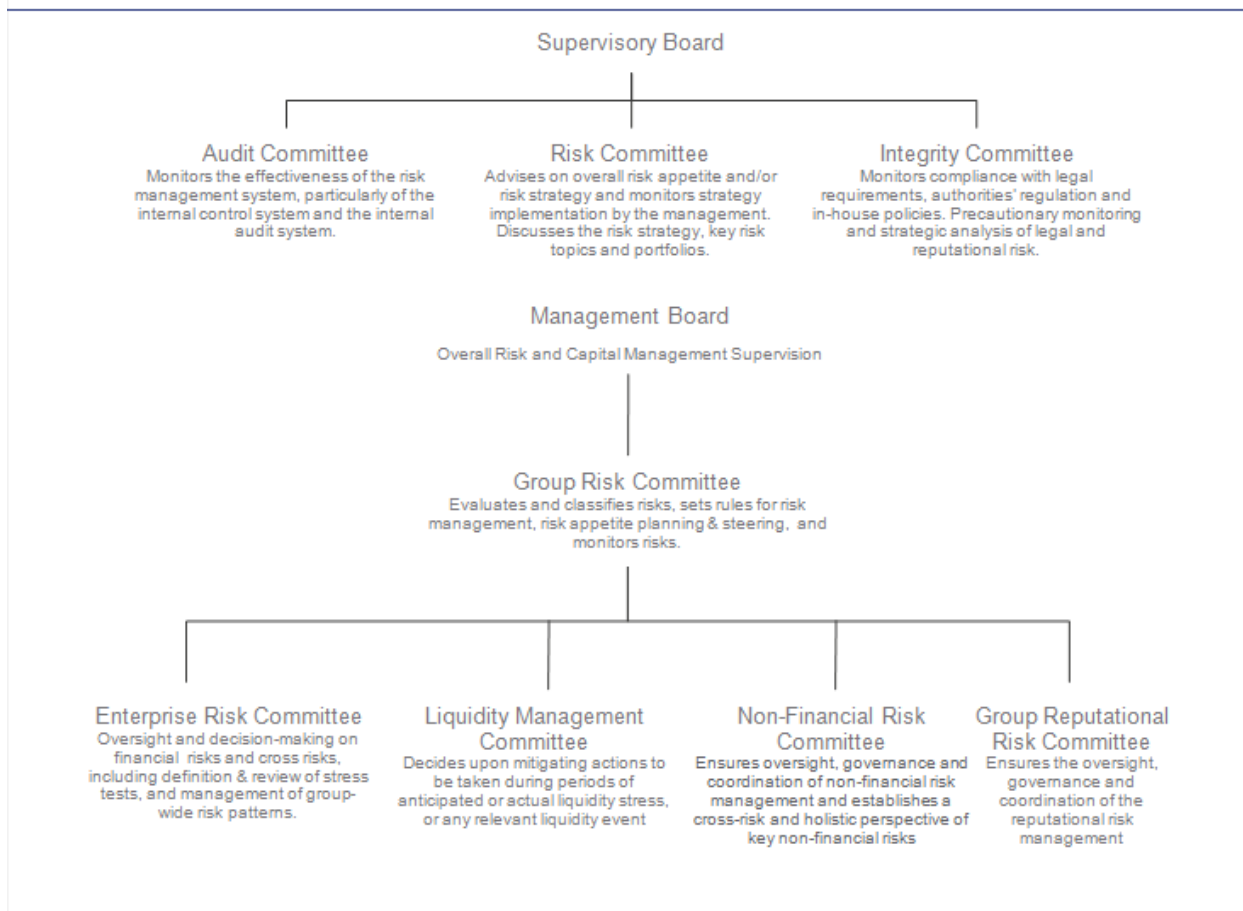 Supervisory Board
Audit Committee
Monitors the effectiveness of the risk
management system, particularly of the
internal control system and the internal
audit system.
Risk Committee
Advises on overall risk appetite and/or
risk strategy and monitors strategy
implementation by the management.
Discusses the risk strategy, key risk
topics and portfolios.
Integrity Committee
Monitors compliance with legal
requirements, authorities' regulation and
in-house policies. Precautionary monitoring
and strategic analysis of legal and
reputational risk.
Management Board
Overall Risk and Capital Management Supervision
Group Risk Committee
Evaluates and classifies risks, sets rules for risk
management, risk appetite planning & steering, and
monitors risks.
Enterprise Risk Committee
Oversight and decision-making on
financial risks and cross risks,
including definition & review of stress
tests, and management of group-
wide risk patterns.
Liquidity Management
Committee
Decides upon mitigating actions to
be taken during periods of
anticipated or actual liquidity stress,
or any relevant liquidity event
Non-Financial Risk
Committee
Ensures oversight, governance and
coordination of non-financial risk
management and establishes a
cross-risk and holistic perspective of
key non-financial risks
Group Reputational
Risk Committee
Ensures the oversight,
governance and
coordination of the
reputational risk
management